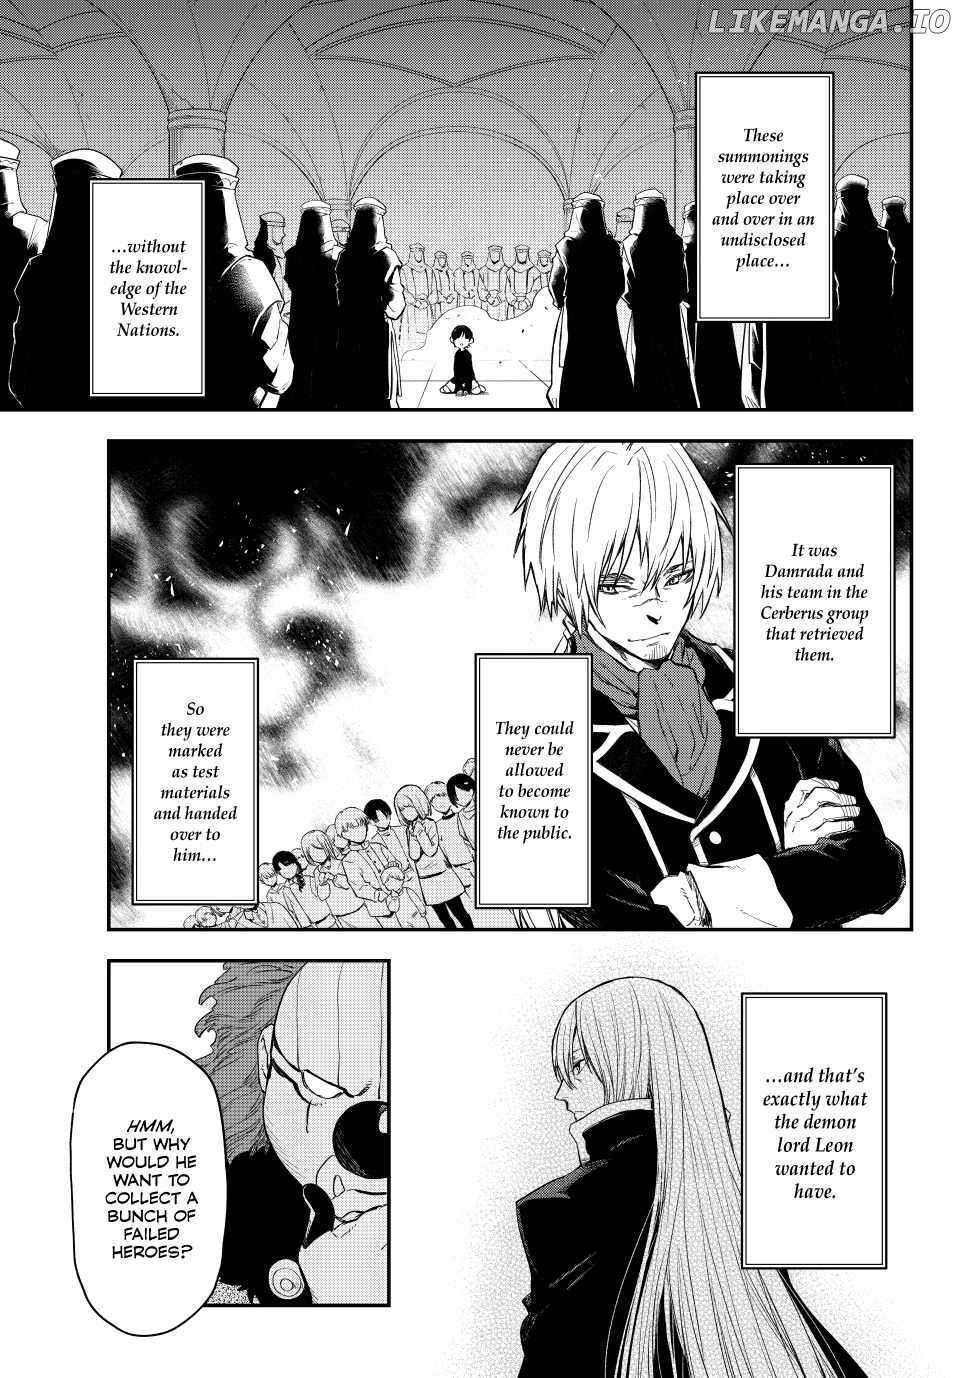 LIKEMANGA.IO
These
summonings
were taking
place over
and over in an
undisclosed
place...
...without
the knowl-
edge of the
Western
Nations.
It was
Damrada and
his team in the
Cerberus group
that retrieved
them.
They could
never be
allowed
to become
known to
the public.
So
they were
marked
as test
materials
and handed
over to
him...
...and that's
exactly what
the demon
lord Leon
wanted to
have.
HMM,
BUT WHY
WOULD HE
WANT TO
COLLECT A
BUNCH OF
FAILED
HEROES?